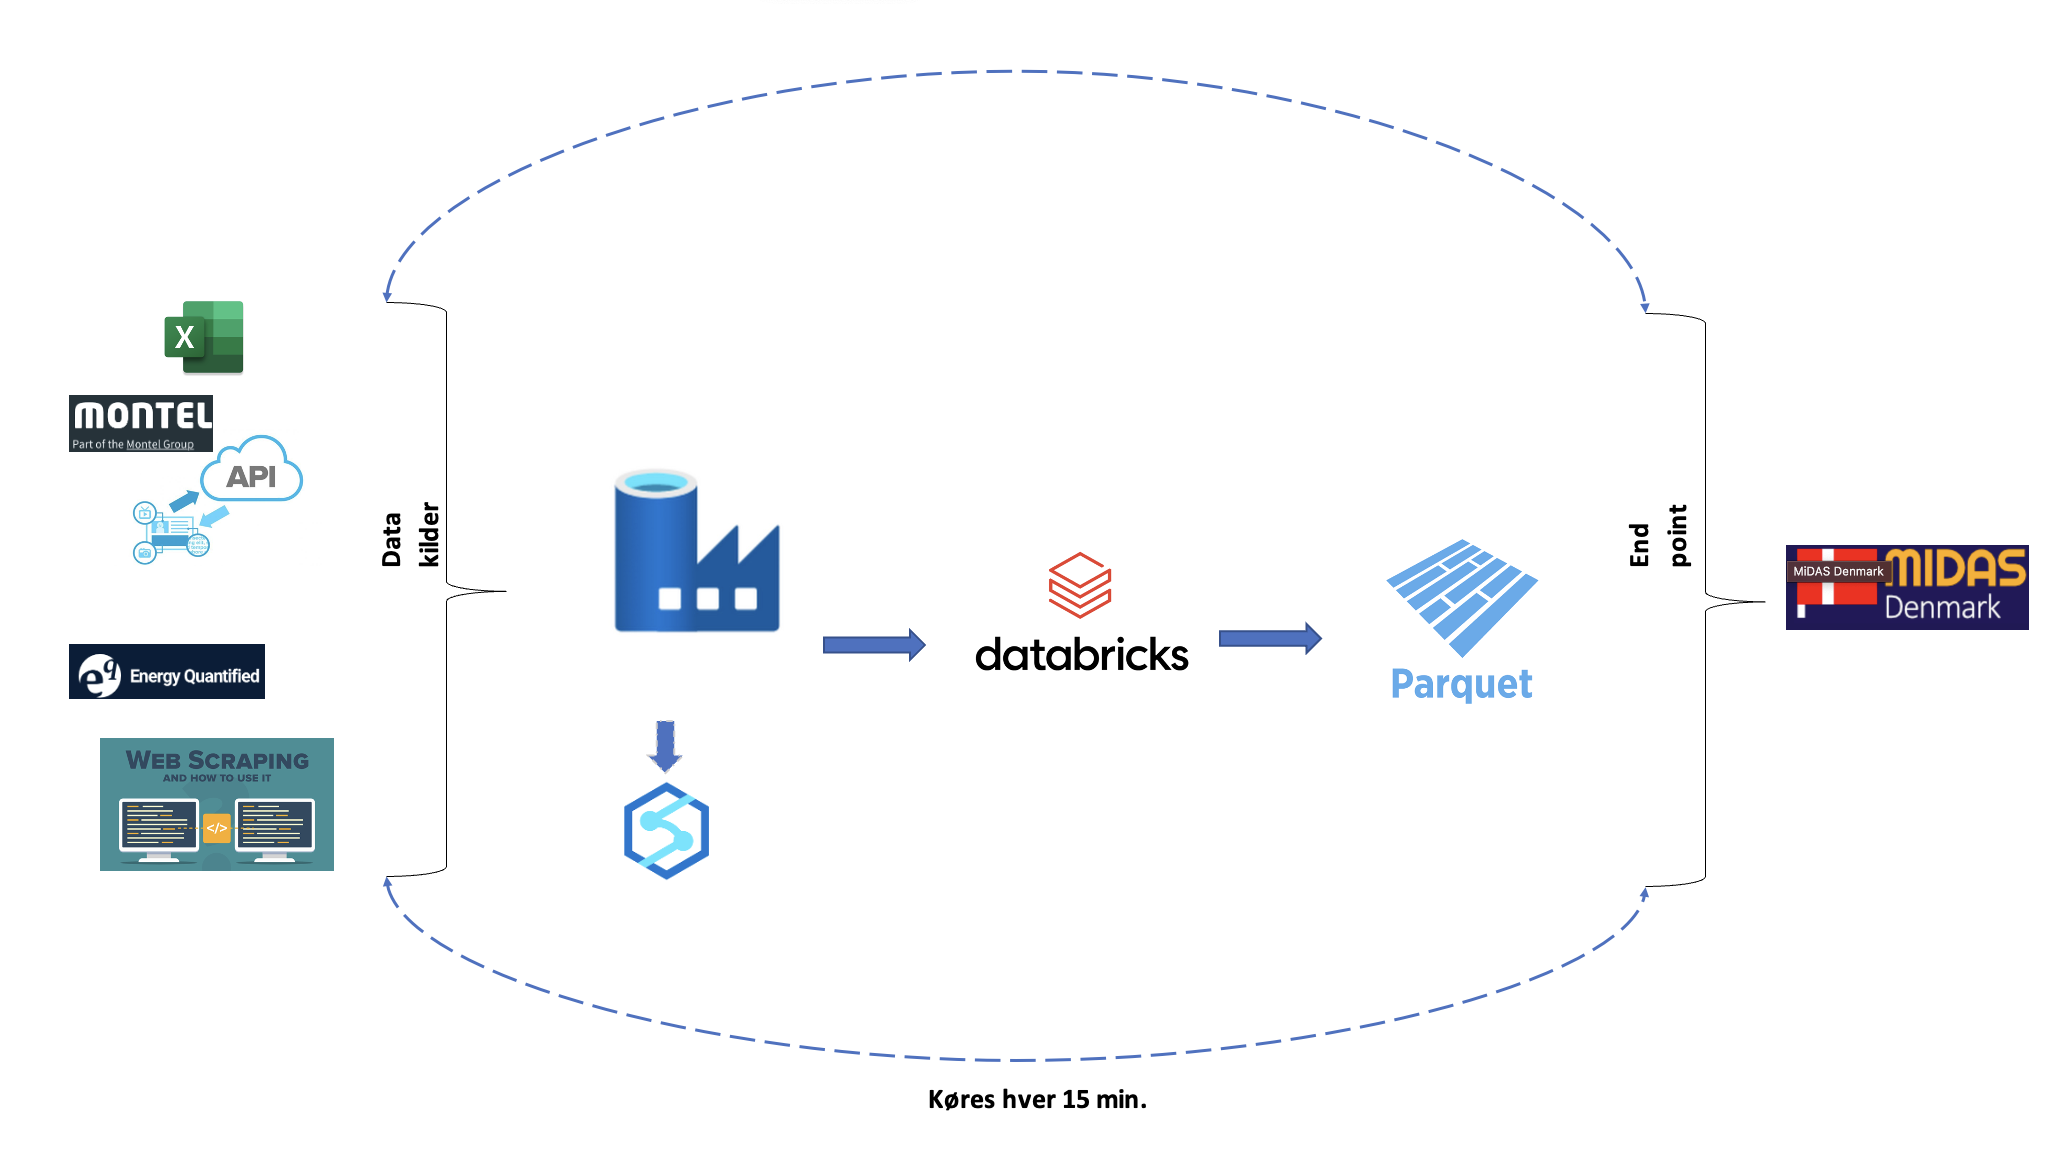 X
MONTEL
Part of the Montel Group
API
Data
kilder
Energy Quantified
WEB SCRAPING
AND HOW TO USE IT
</>
databricks
Parquet
End
point
MiDAS Denmark
MIDAS
Denmark
Køres hver 15 min.